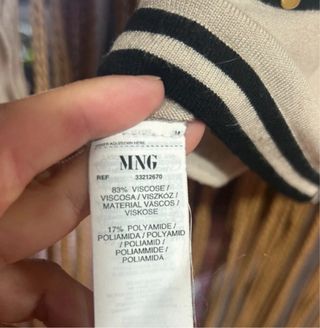 MNG
REF 33212670
83% VISCOSE /
VISCOSA / VISZKÓZ /
MATERIAL VASCOS /
VISKOSE
17% POLYAMIDE /
POLIAMIDA / POLYAMID
/ POLIAMID /
POLIAMMIDE /
POLIAMIDA